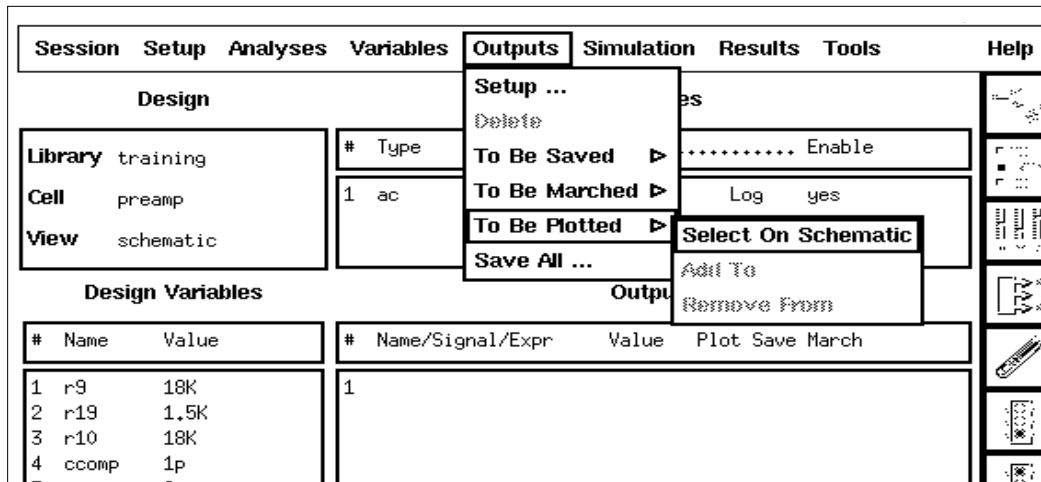 Session Setup Analyses Variables Outputs Simulation Results Tools Help
Design
Library training
Cell preamp
View schematic
# Type ........... Enable
1 ac Log yes
Setup ...
Delete
To Be Saved
To Be Marched
To Be Plotted
Save All ...
Select On Schematic
Add To
Remove From
Design Variables
# Name Value
1 r9 18K
2 r19 1.5K
3 r10 18K
4 ccomp 1p
# Name/Signal/Expr Value Plot Save March
1